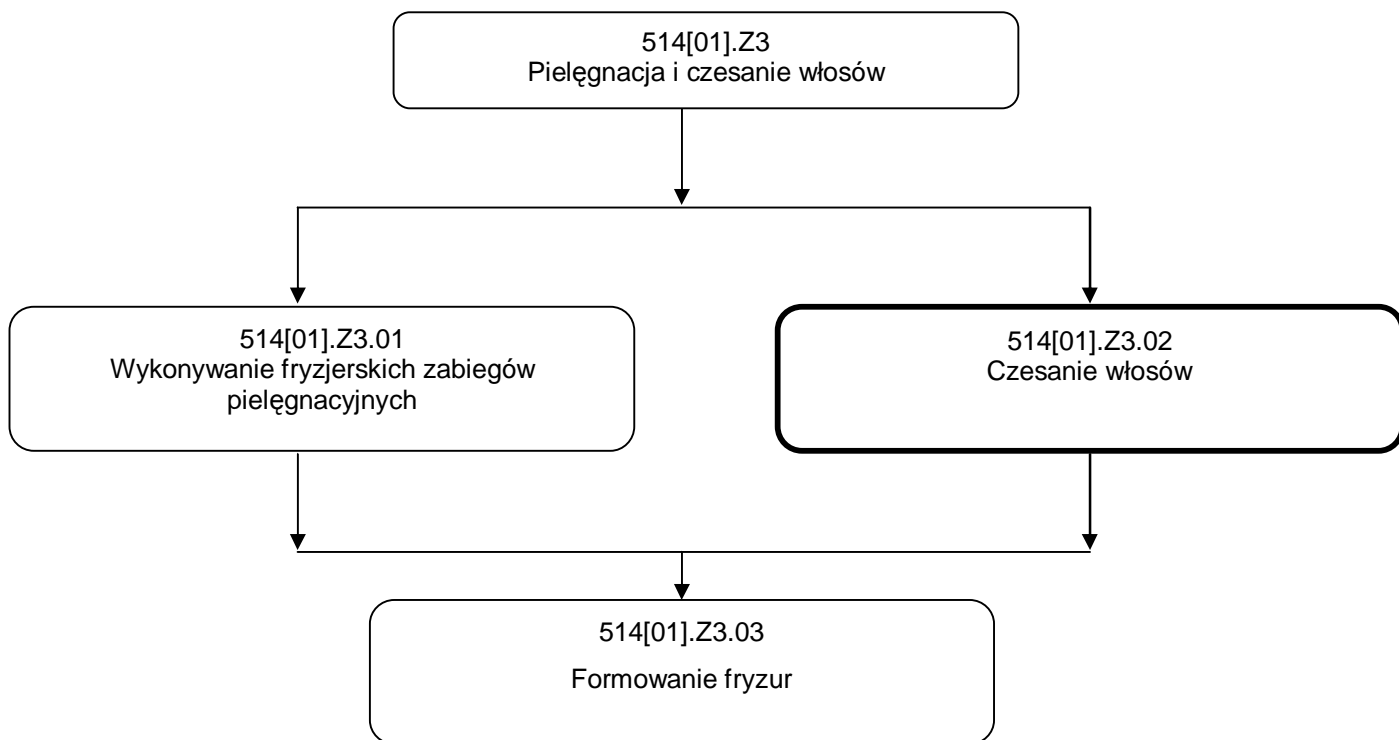 514[01].Z3
Pielęgnacja i czesanie włosów
514[01].Z3.01
Wykonywanie fryzjerskich zabiegów
pielęgnacyjnych
514[01].Z3.02
Czesanie włosów
514[01].Z3.03
Formowanie fryzur